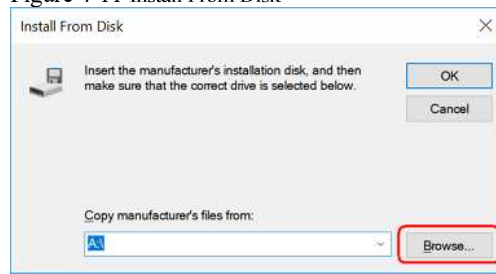 Install From Disk
Insert the manufacturer's installation disk, and then
make sure that the correct drive is selected below.
OK
Cancel
Copy manufacturer's files from:
A:\
Browse...